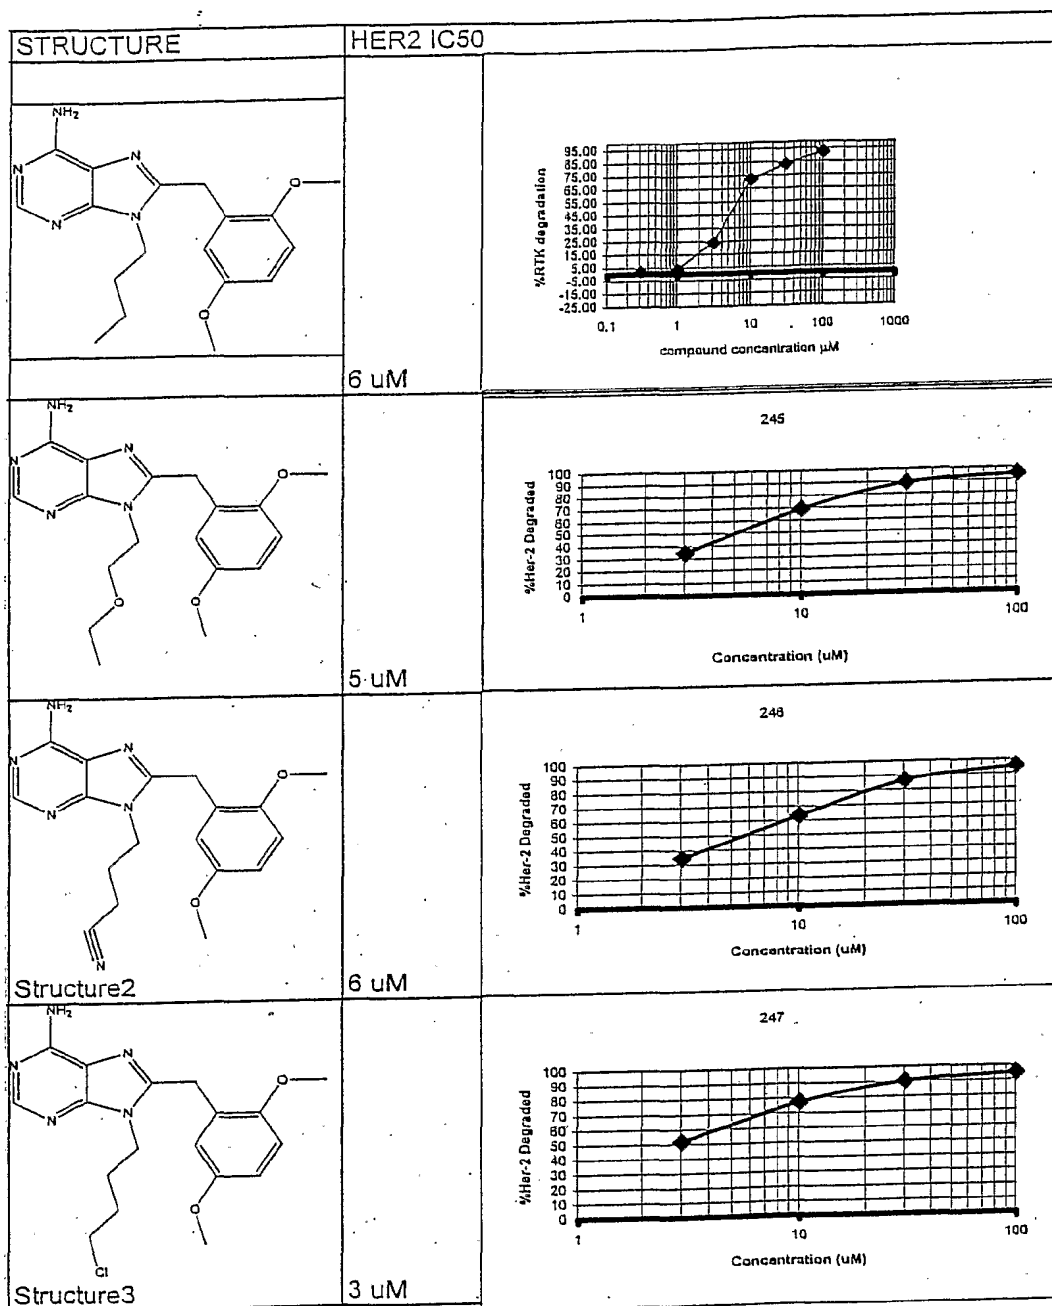 STRUCTURE HER2 IC50
NH2
N
N
N
N
O
O
6 uM
%RTK degradation
95.00
85.00
75.00
65.00
55.00
45.00
35.00
25.00
15.00
5.00
-5.00
-15.00
-25.00
0.1 1 10 100 1000
compound concentration µM
NH2
N
N
N
N
O
O
O
5 uM
245
%Her-2 Degraded
100
90
80
70
60
50
40
30
20
10
0
1 10 100
Concentration (uM)
NH2
N
N
N
N
O
O
N
Structure2
6 uM
246
%Her-2 Degraded
100
90
80
70
60
50
40
30
20
10
0
1 10 100
Concentration (uM)
NH2
N
N
N
N
O
O
Cl
Structure3
3 uM
247
%Her-2 Degraded
100
90
80
70
60
50
40
30
20
10
0
1 10 100
Concentration (uM)